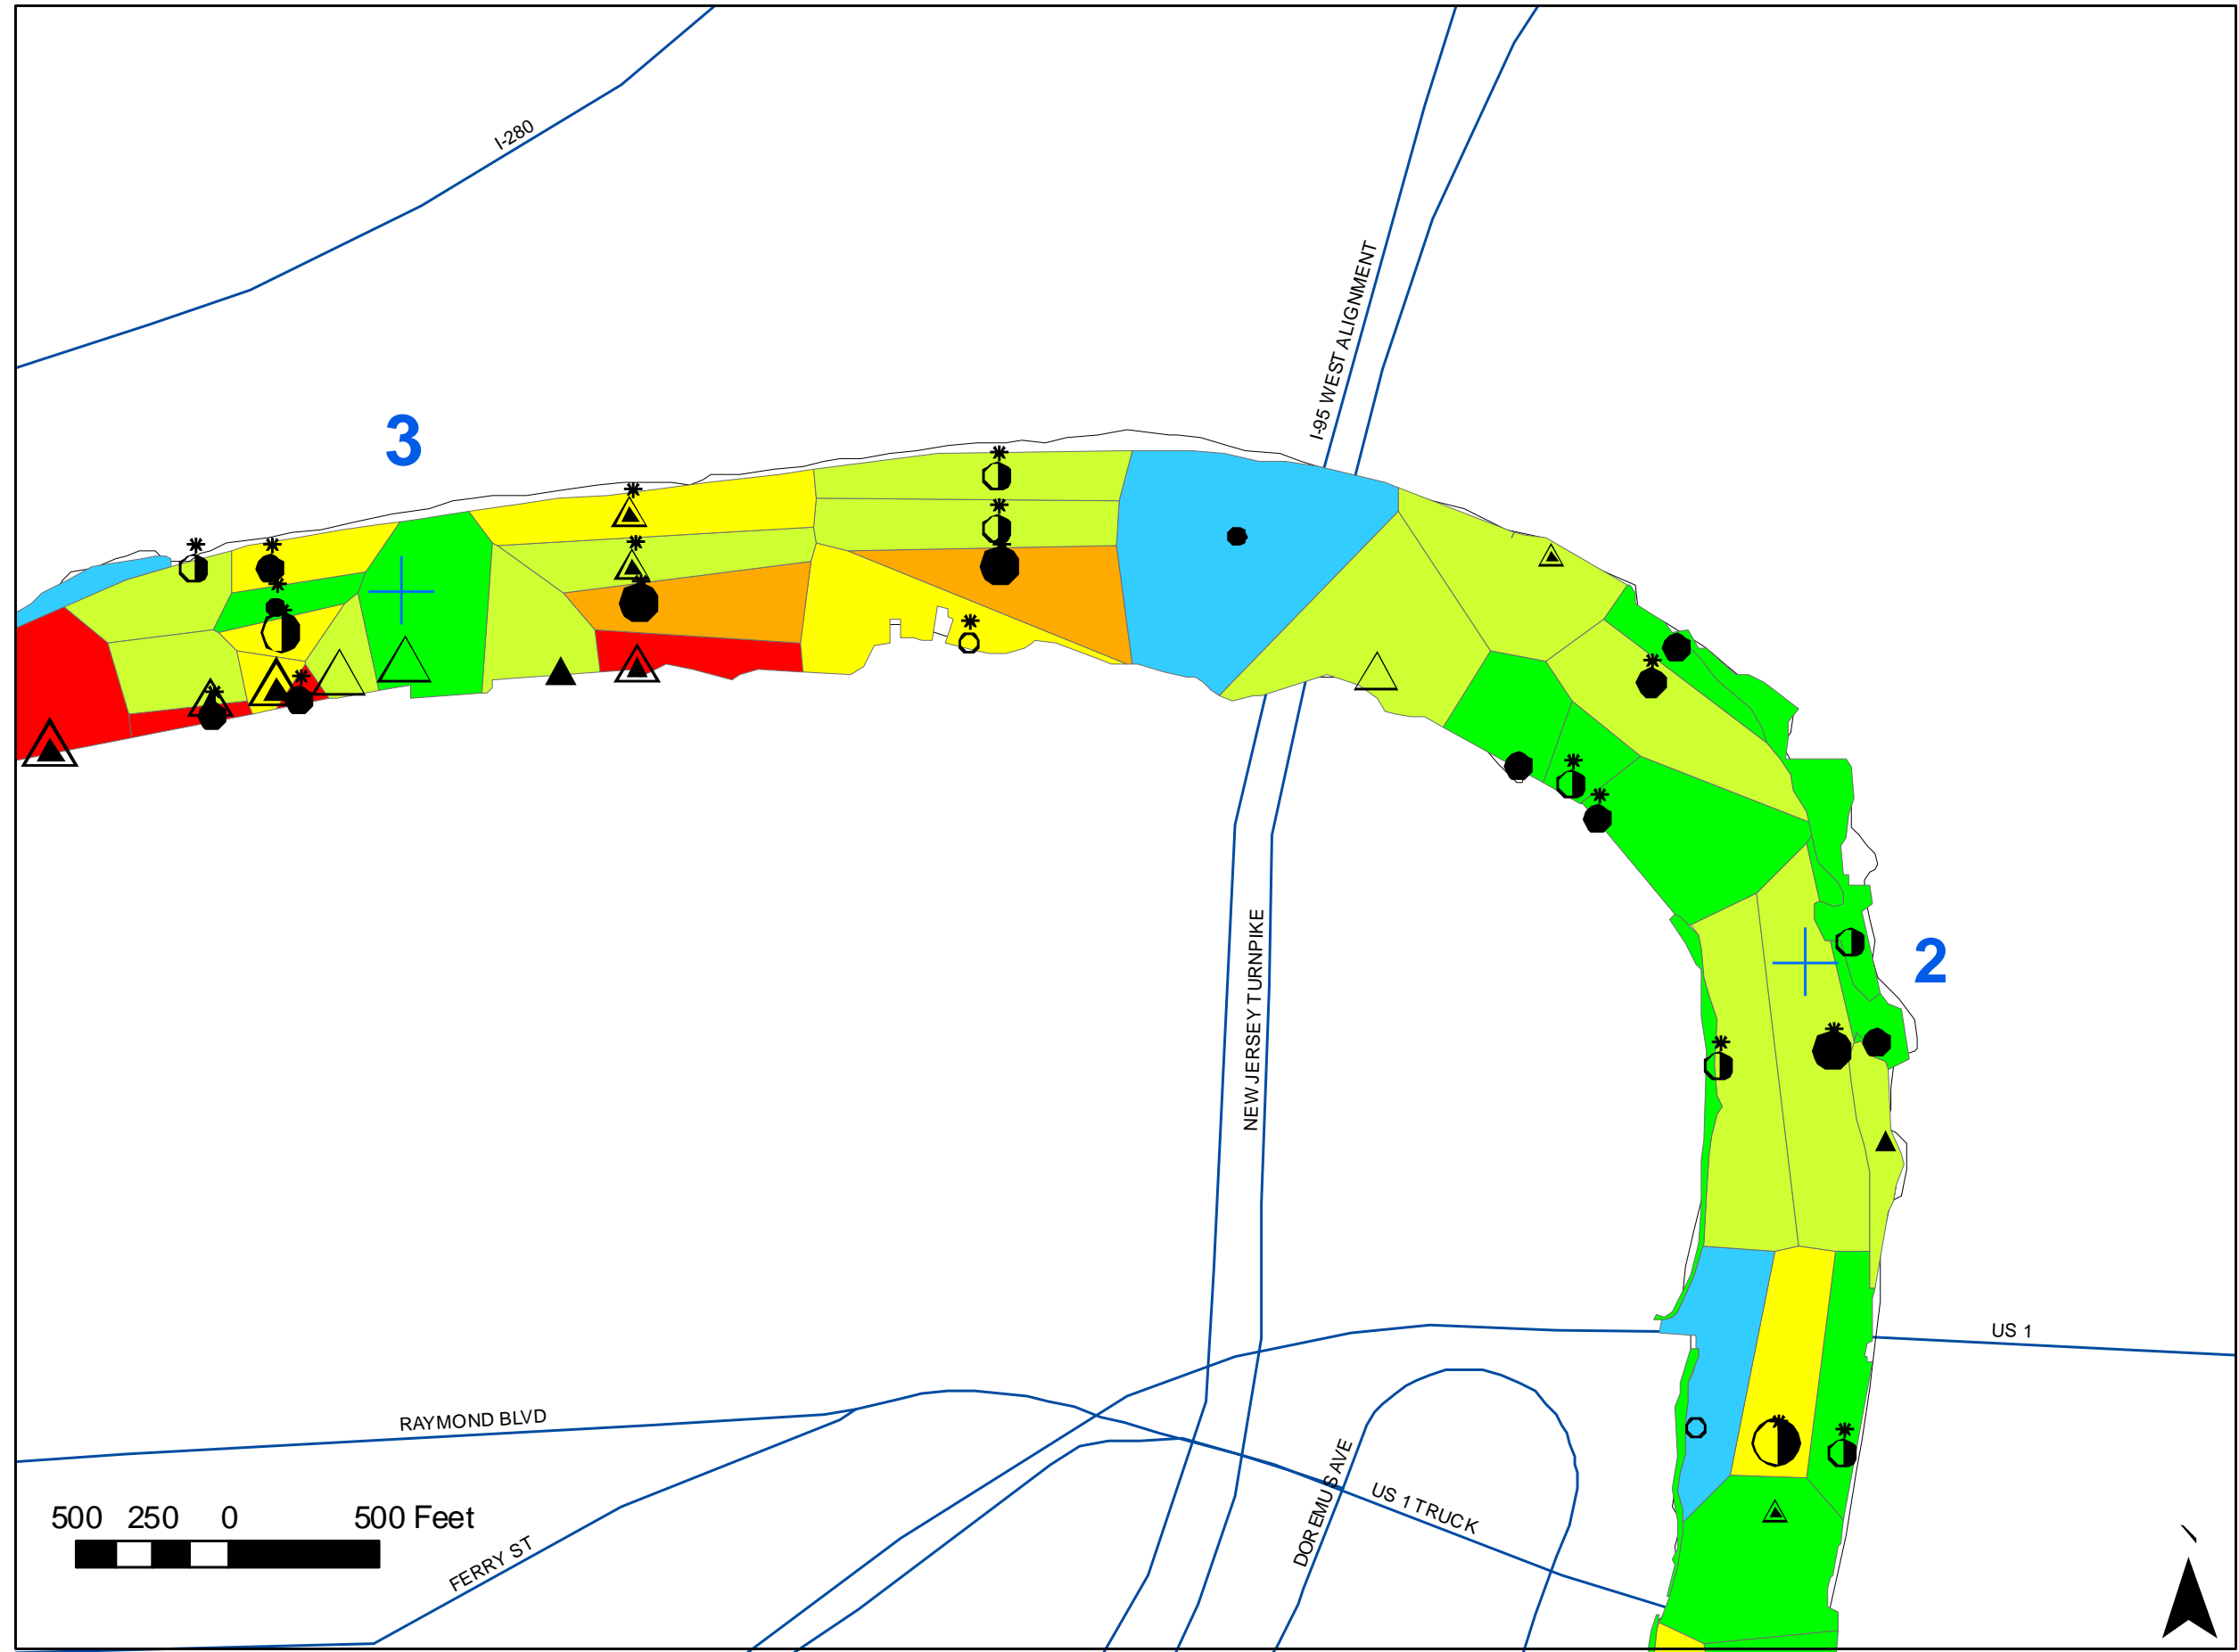 I-280
I-95 WEST ALIGNMENT
3
NEW JERSEY TURNPIKE
2
US 1
RAYMOND BLVD
DOREMUS AVE
US 1 TRUCK
500 250 0 500 Feet
FERRY ST